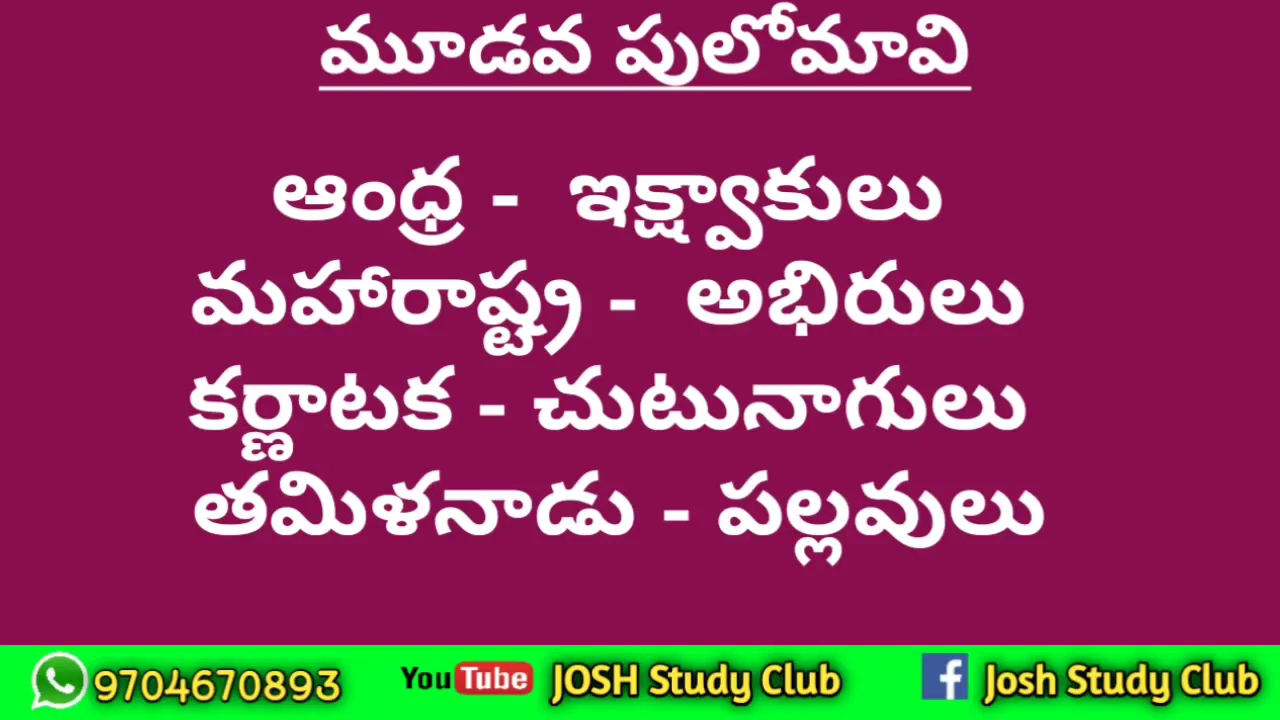 మూడవ పులోమావి
ఆంధ్ర - ఇక్ష్వాకులు
మహారాష్ట్ర - అభిరులు
కర్ణాటక - చుటునాగులు
తమిళనాడు - పల్లవులు
9704670893 YouTube JOSH Study Club Josh Study Club